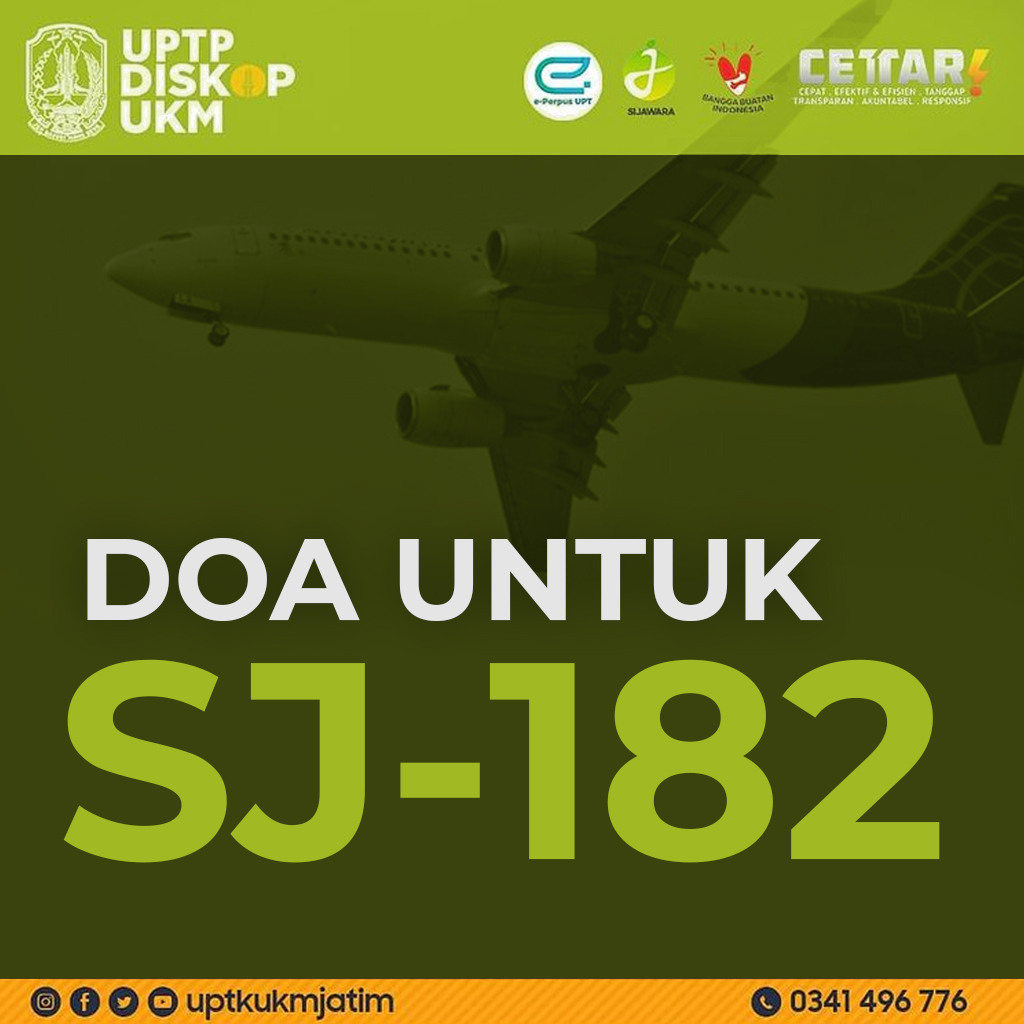 UPTP
DISKOP
UKM
e-Perpus UPT
SIJAWARA
BANGGA BUATAN
INDONESIA
CETTAR!
CEPAT . EFEKTIF & EFISIEN . TANGGAP
TRANSPARAN . AKUNTABEL . RESPONSIF
DOA UNTUK
SJ-182
uptkukmjatim
0341 496 776